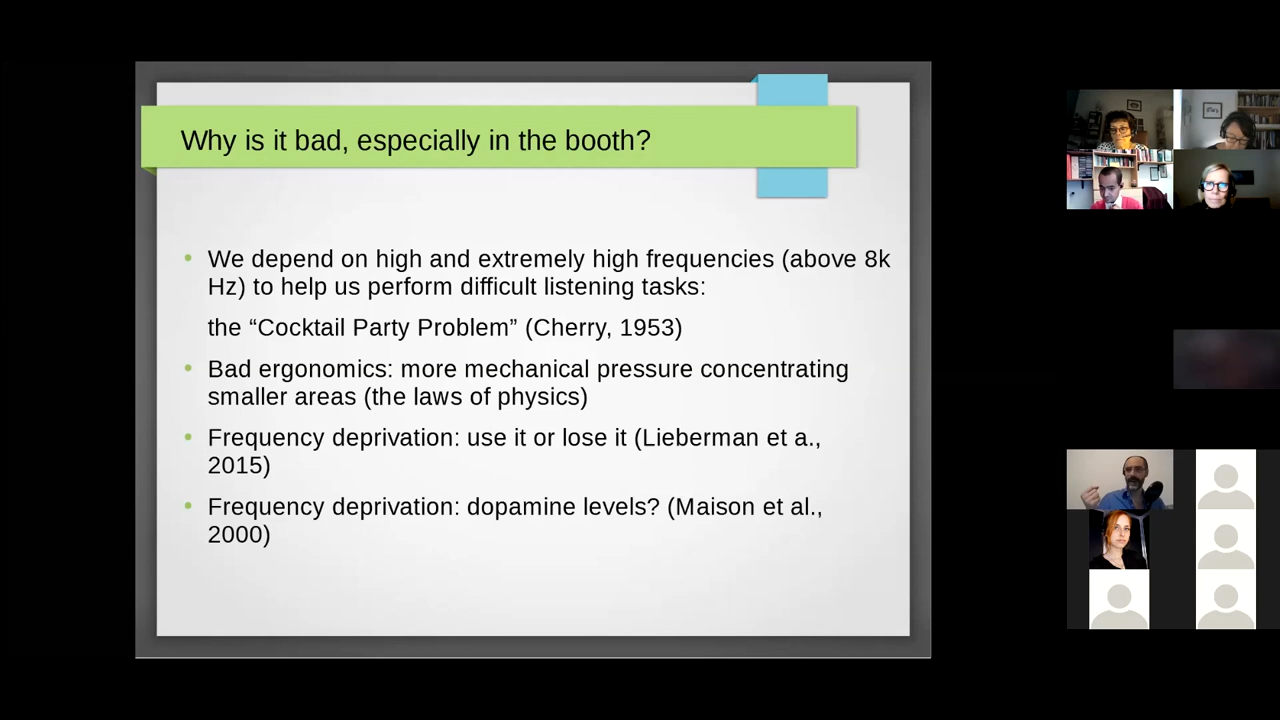 Why is it bad, especially in the booth?
• We depend on high and extremely high frequencies (above 8k
Hz) to help us perform difficult listening tasks:
the “Cocktail Party Problem” (Cherry, 1953)
• Bad ergonomics: more mechanical pressure concentrating
smaller areas (the laws of physics)
• Frequency deprivation: use it or lose it (Lieberman et a.,
2015)
• Frequency deprivation: dopamine levels? (Maison et al.,
2000)